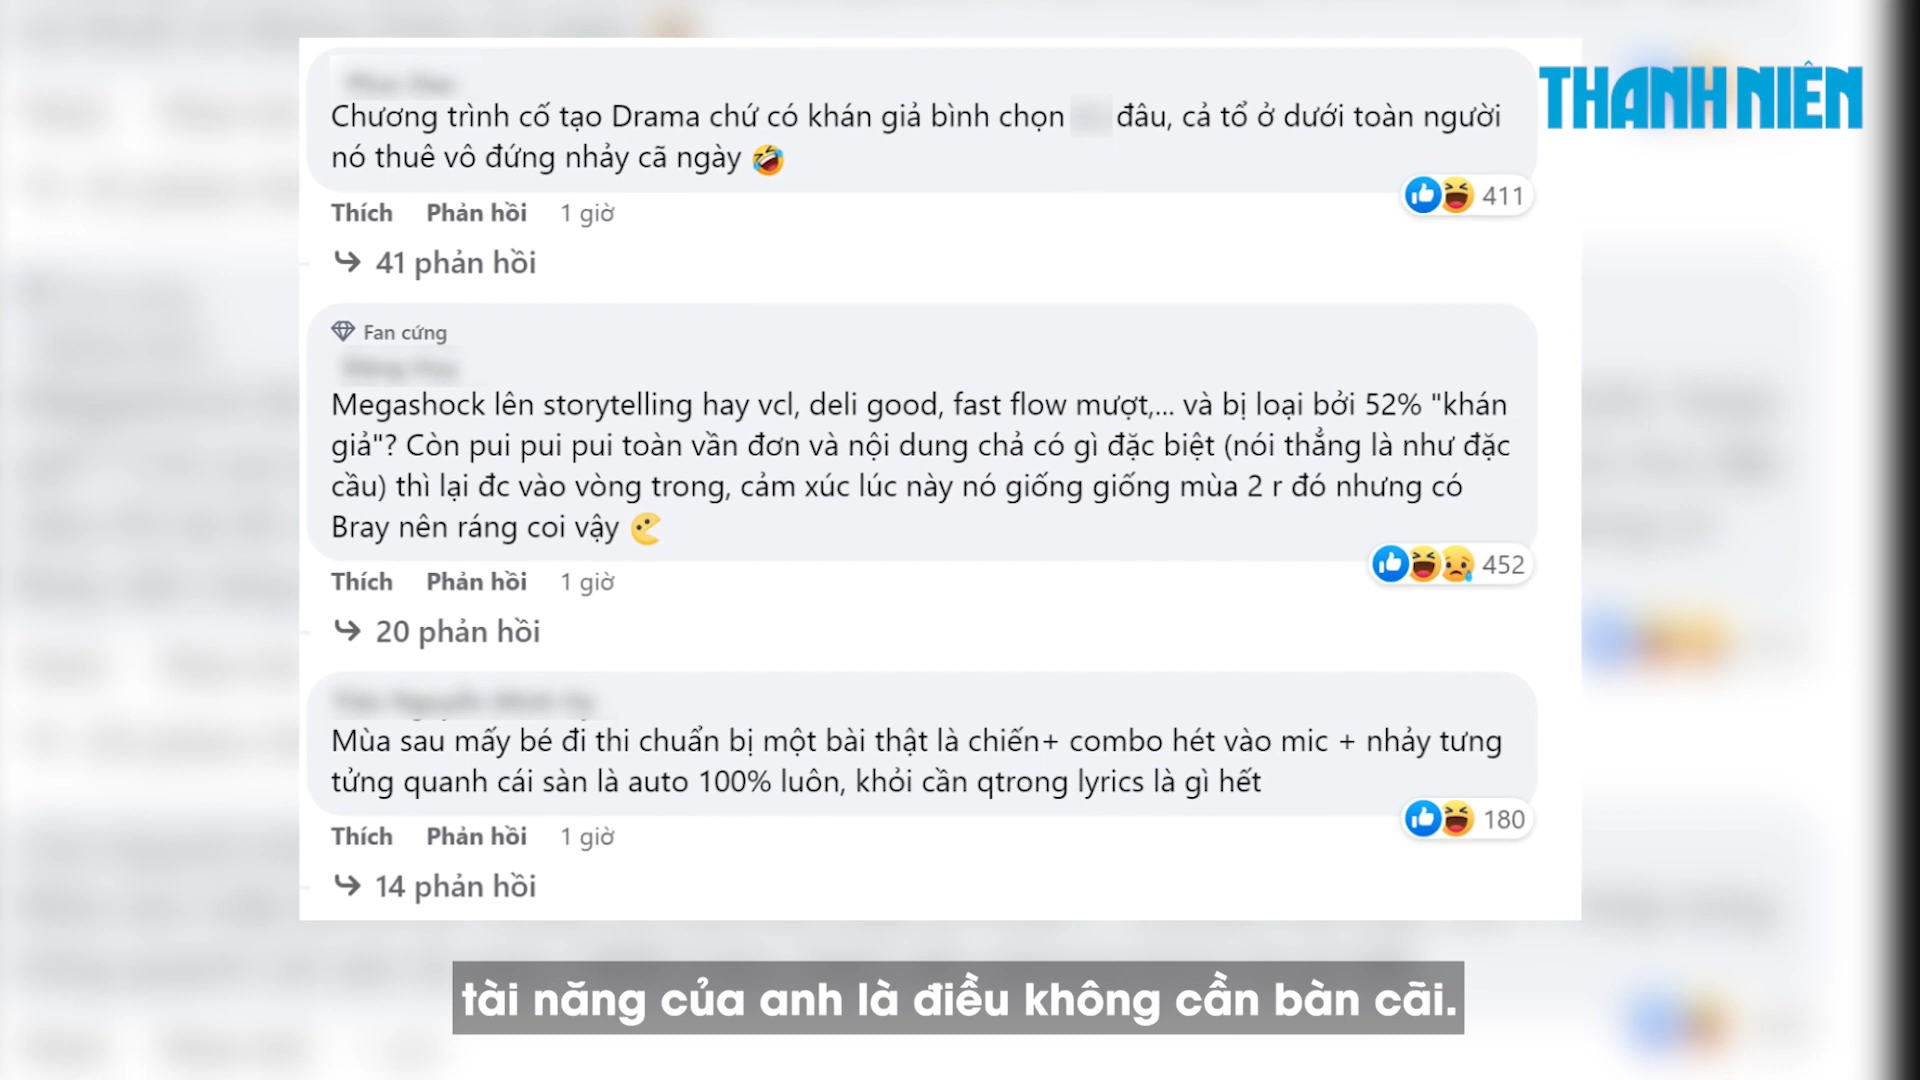 THANH NIÊN
Chương trình cố tạo Drama chứ có khán giả bình chọn đâu, cả tổ ở dưới toàn người
nó thuê vô đứng nhảy cã ngày 🤣
411
Thích Phản hồi 1 giờ
41 phản hồi
Fan cứng
Megashock lên storytelling hay vcl, deli good, fast flow mượt,... và bị loại bởi 52% "khán
giả"? Còn pui pui pui toàn vần đơn và nội dung chả có gì đặc biệt (nói thẳng là như đặc
cầu) thì lại đc vào vòng trong, cảm xúc lúc này nó giống giống mùa 2 r đó nhưng có
Bray nên ráng coi vậy
452
Thích Phản hồi 1 giờ
20 phản hồi
Mùa sau mấy bé đi thi chuẩn bị một bài thật là chiến+ combo hét vào mic + nhảy tưng
tửng quanh cái sàn là auto 100% luôn, khỏi cần qtrong lyrics là gì hết
180
Thích Phản hồi 1 giờ
14 phản hồi
tài năng của anh là điều không cần bàn cãi.